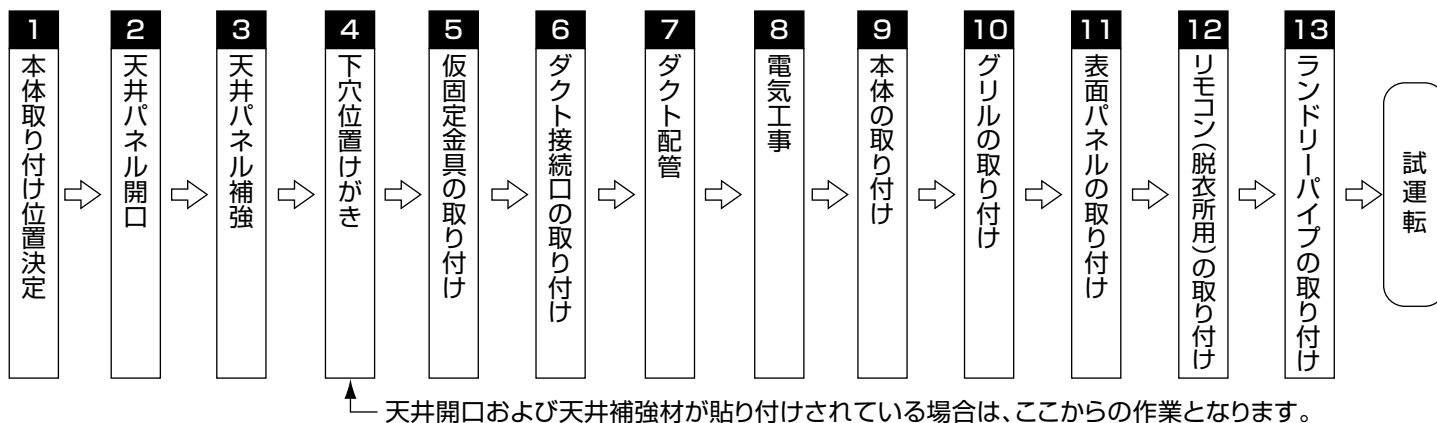 1
本体取り付け位置決定
2
天井パネル開口
3
天井パネル補強
4
下穴位置けがき
5
仮固定金具の取り付け
6
ダクト接続口の取り付け
7
ダクト配管
8
電気工事
9
本体の取り付け
10
グリルの取り付け
11
表面パネルの取り付け
12
リモコン(脱衣所用)の取り付け
13
ランドリーパイプの取り付け
試運転
天井開口および天井補強材が貼り付けされている場合は、ここからの作業となります。